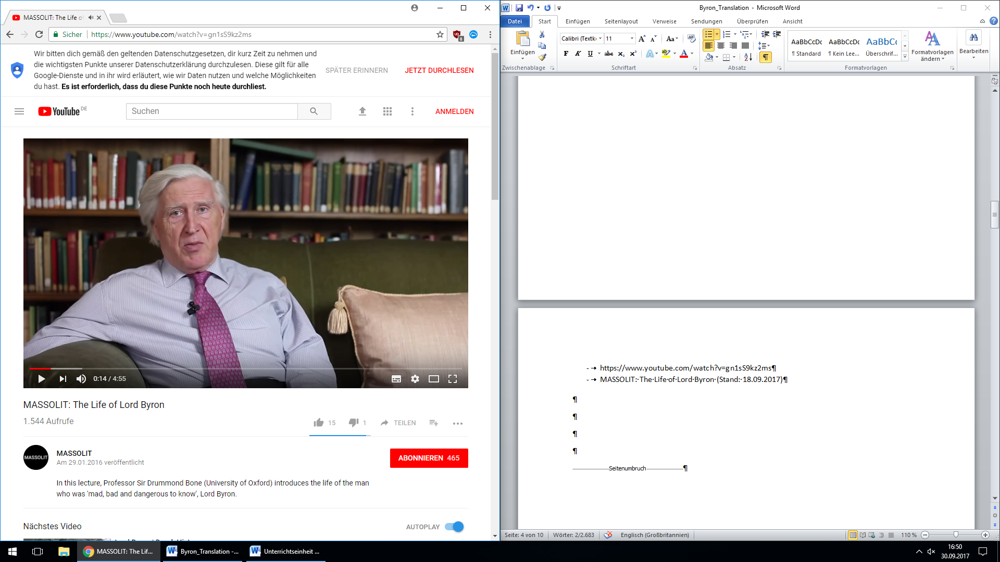 MASSOLIT: The Life o
Sicher
https://www.youtube.com/watch?v=gn1sS9kz2ms
8
Wir bitten dich gemäß den geltenden Datenschutzgesetzen, dir kurz Zeit zu nehmen und
die wichtigsten Punkte unserer Datenschutzerklärung durchzulesen. Diese gilt für alle
Google-Dienste und in ihr wird erläutert, wie wir Daten nutzen und welche Möglichkeiten
du hast. Es ist erforderlich, dass du diese Punkte noch heute durchliest.
SPÄTER ERINNERN
JETZT DURCHLESEN
YouTube DE
Suchen
ANMELDEN
0:14 / 4:55
MASSOLIT: The Life of Lord Byron
1.544 Aufrufe
15
1
TEILEN
MASSOLIT
MASSOLIT
Am 29.01.2016 veröffentlicht
ABONNIEREN 465
In this lecture, Professor Sir Drummond Bone (University of Oxford) introduces the life of the man
who was 'mad, bad and dangerous to know', Lord Byron.
Nächstes Video
AUTOPLAY
Byron_Translation - Microsoft Word
Datei Start Einfügen Seitenlayout Verweise Sendungen Überprüfen Ansicht
Einfügen
Zwischenablage
Calibri (Textk
11
Schriftart
Absatz
AaBbCcDc AaBbCcDc AaBbC
¶ Standard ¶ Kein Lee... Überschrif...
Formatvorlagen
Formatvorlagen
ändern
Bearbeiten
- → https://www.youtube.com/watch?v=gn1sS9kz2ms¶
- → MASSOLIT:·The·Life·of·Lord·Byron·(Stand:·18.09.2017)¶
¶
¶
¶
¶
Seitenumbruch ¶
Seite: 4 von 10
Wörter: 2/2.683
Englisch (Großbritannien)
110 %
MASSOLIT: The Lif...
Byron_Translation -...
Unterrichtseinheit ...
16:50
30.09.2017